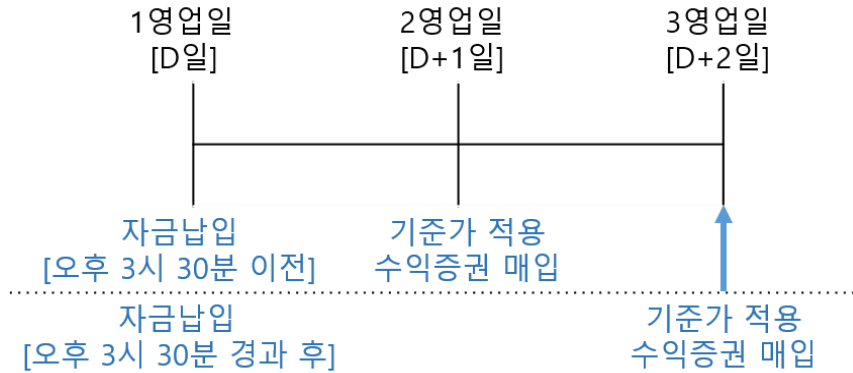 1영업일
[D일]
2영업일
[D+1일]
3영업일
[D+2일]
자금납입
[오후 3시 30분 이전]
기준가 적용
수익증권 매입
자금납입
[오후 3시 30분 경과 후]
기준가 적용
수익증권 매입